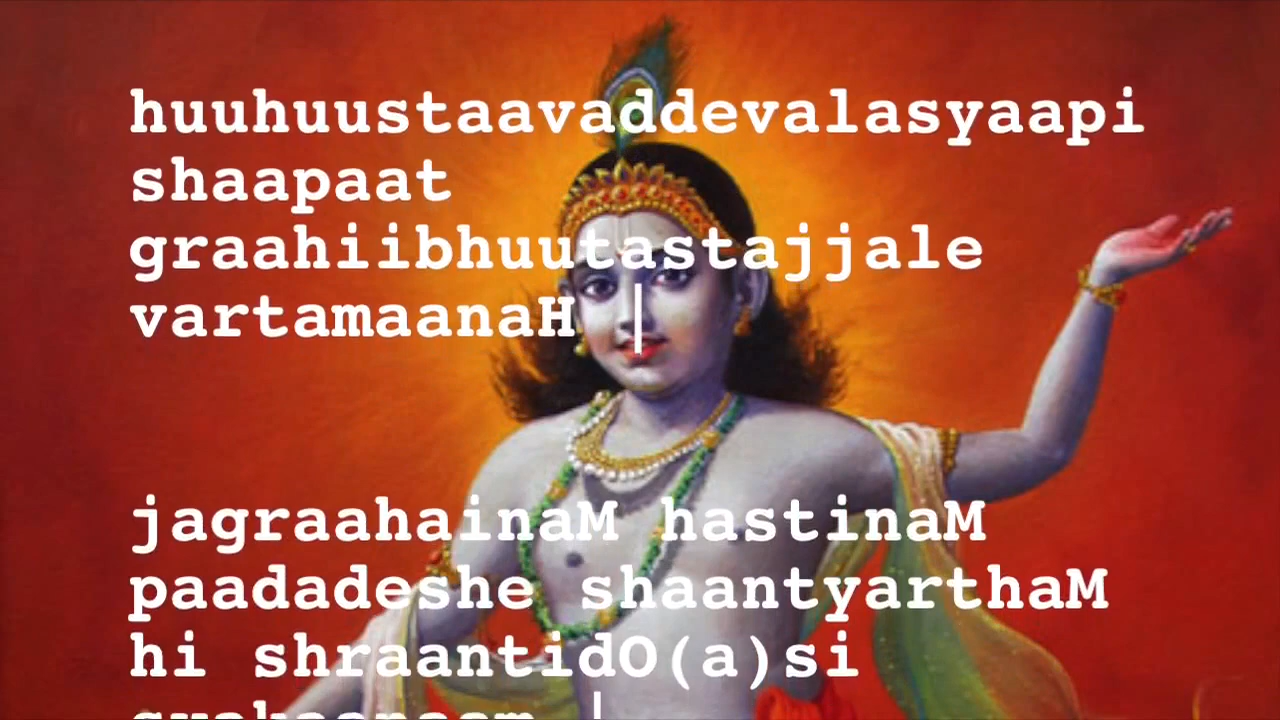 huuhuustaavaddevalasyaapi
shaapaat
graahiibhuutastajjale
vartamaanaH |
jagraahainaM hastinaM
paadadeshe shaantyarthaM
hi shraantidO(a)si
|